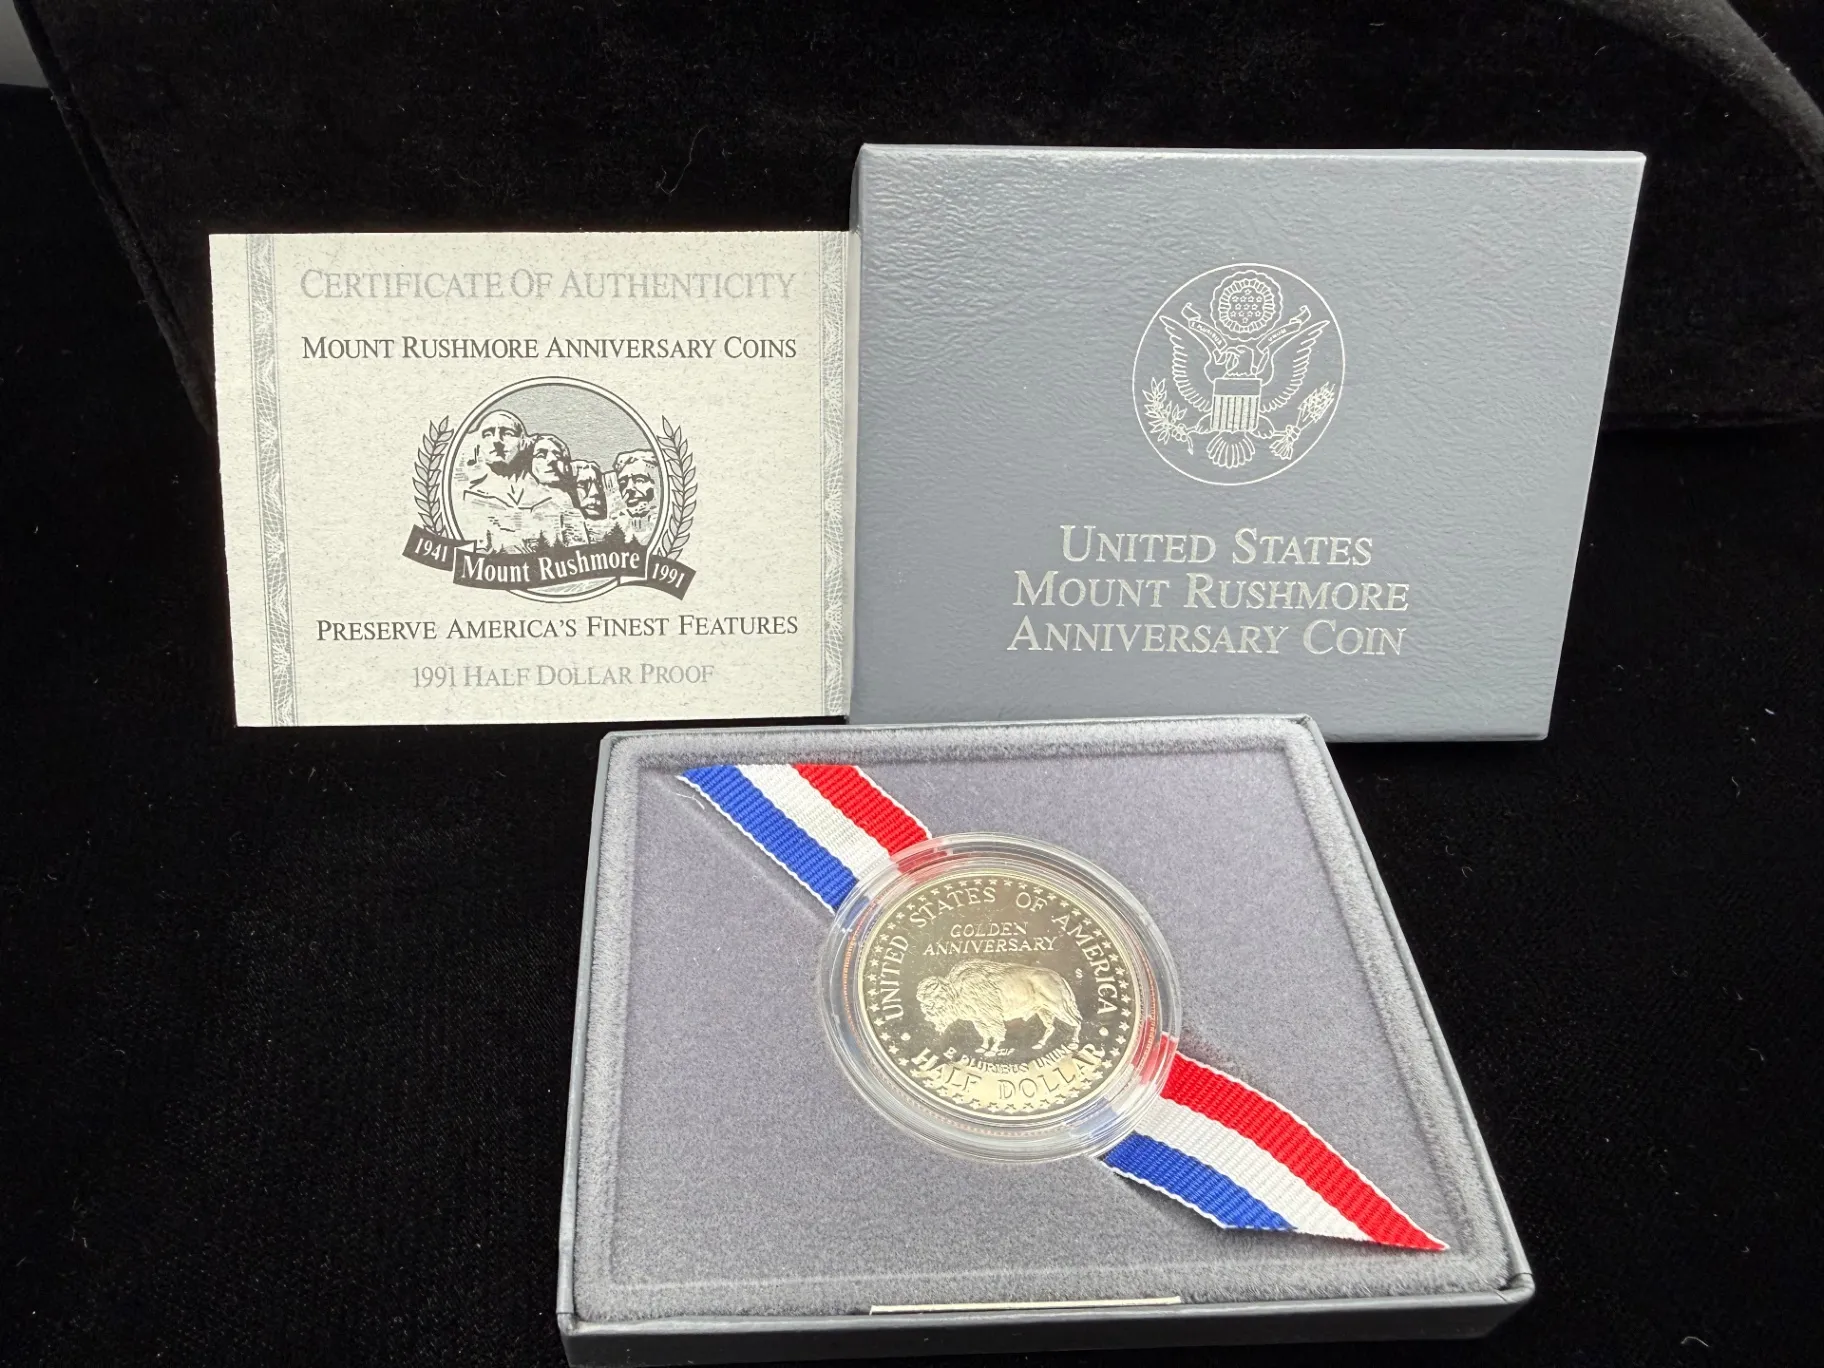 CERTIFICATE OF AUTHENTICITY
MOUNT RUSHMORE ANNIVERSARY COINS
1941 Mount Rushmore 1991
PRESERVE AMERICA'S FINEST FEATURES
1991 HALF DOLLAR PROOF
UNITED STATES
MOUNT RUSHMORE
ANNIVERSARY COIN
UNITED STATES OF AMERICA
GOLDEN
ANNIVERSARY
S
E PLURIBUS UNUM
HALF DOLLAR